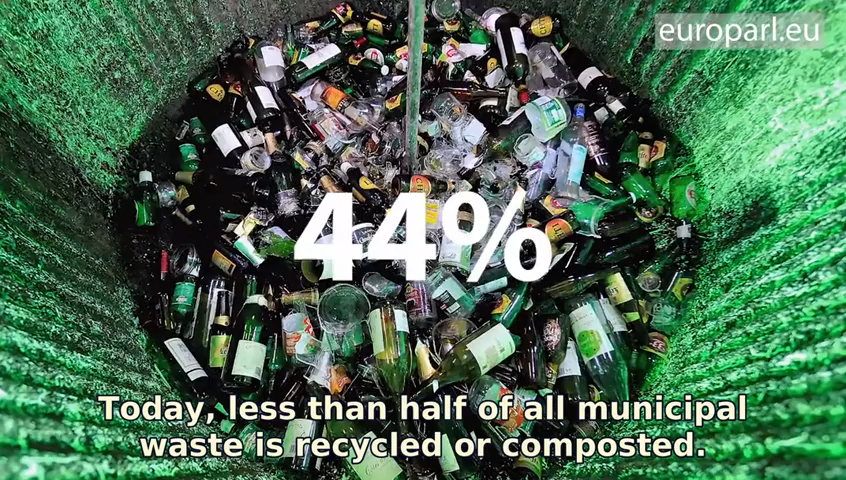 europarl.eu
44%
Today, less than half of all municipal
waste is recycled or composted.